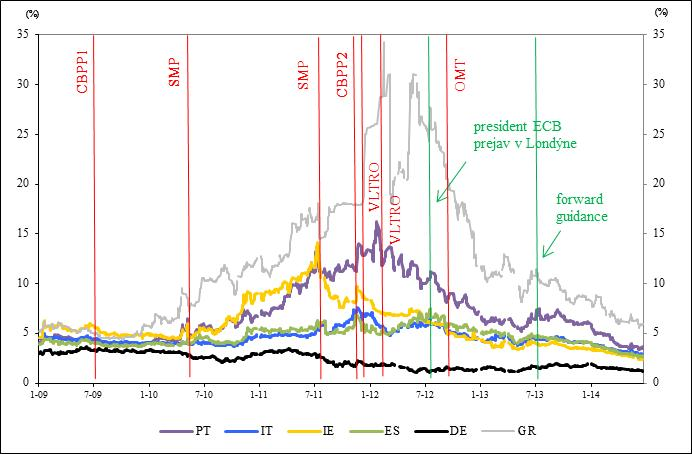 (%)
(%)
35
30
25
20
15
10
5
0
35
30
25
20
15
10
5
0
CBPP1
SMP
SMP
CBPP2
VLTRO
VLTRO
OMT
president ECB
prejav v Londýne
forward
guidance
1-09
7-09
1-10
7-10
1-11
7-11
1-12
7-12
1-13
7-13
1-14
PT
IT
IE
ES
DE
GR